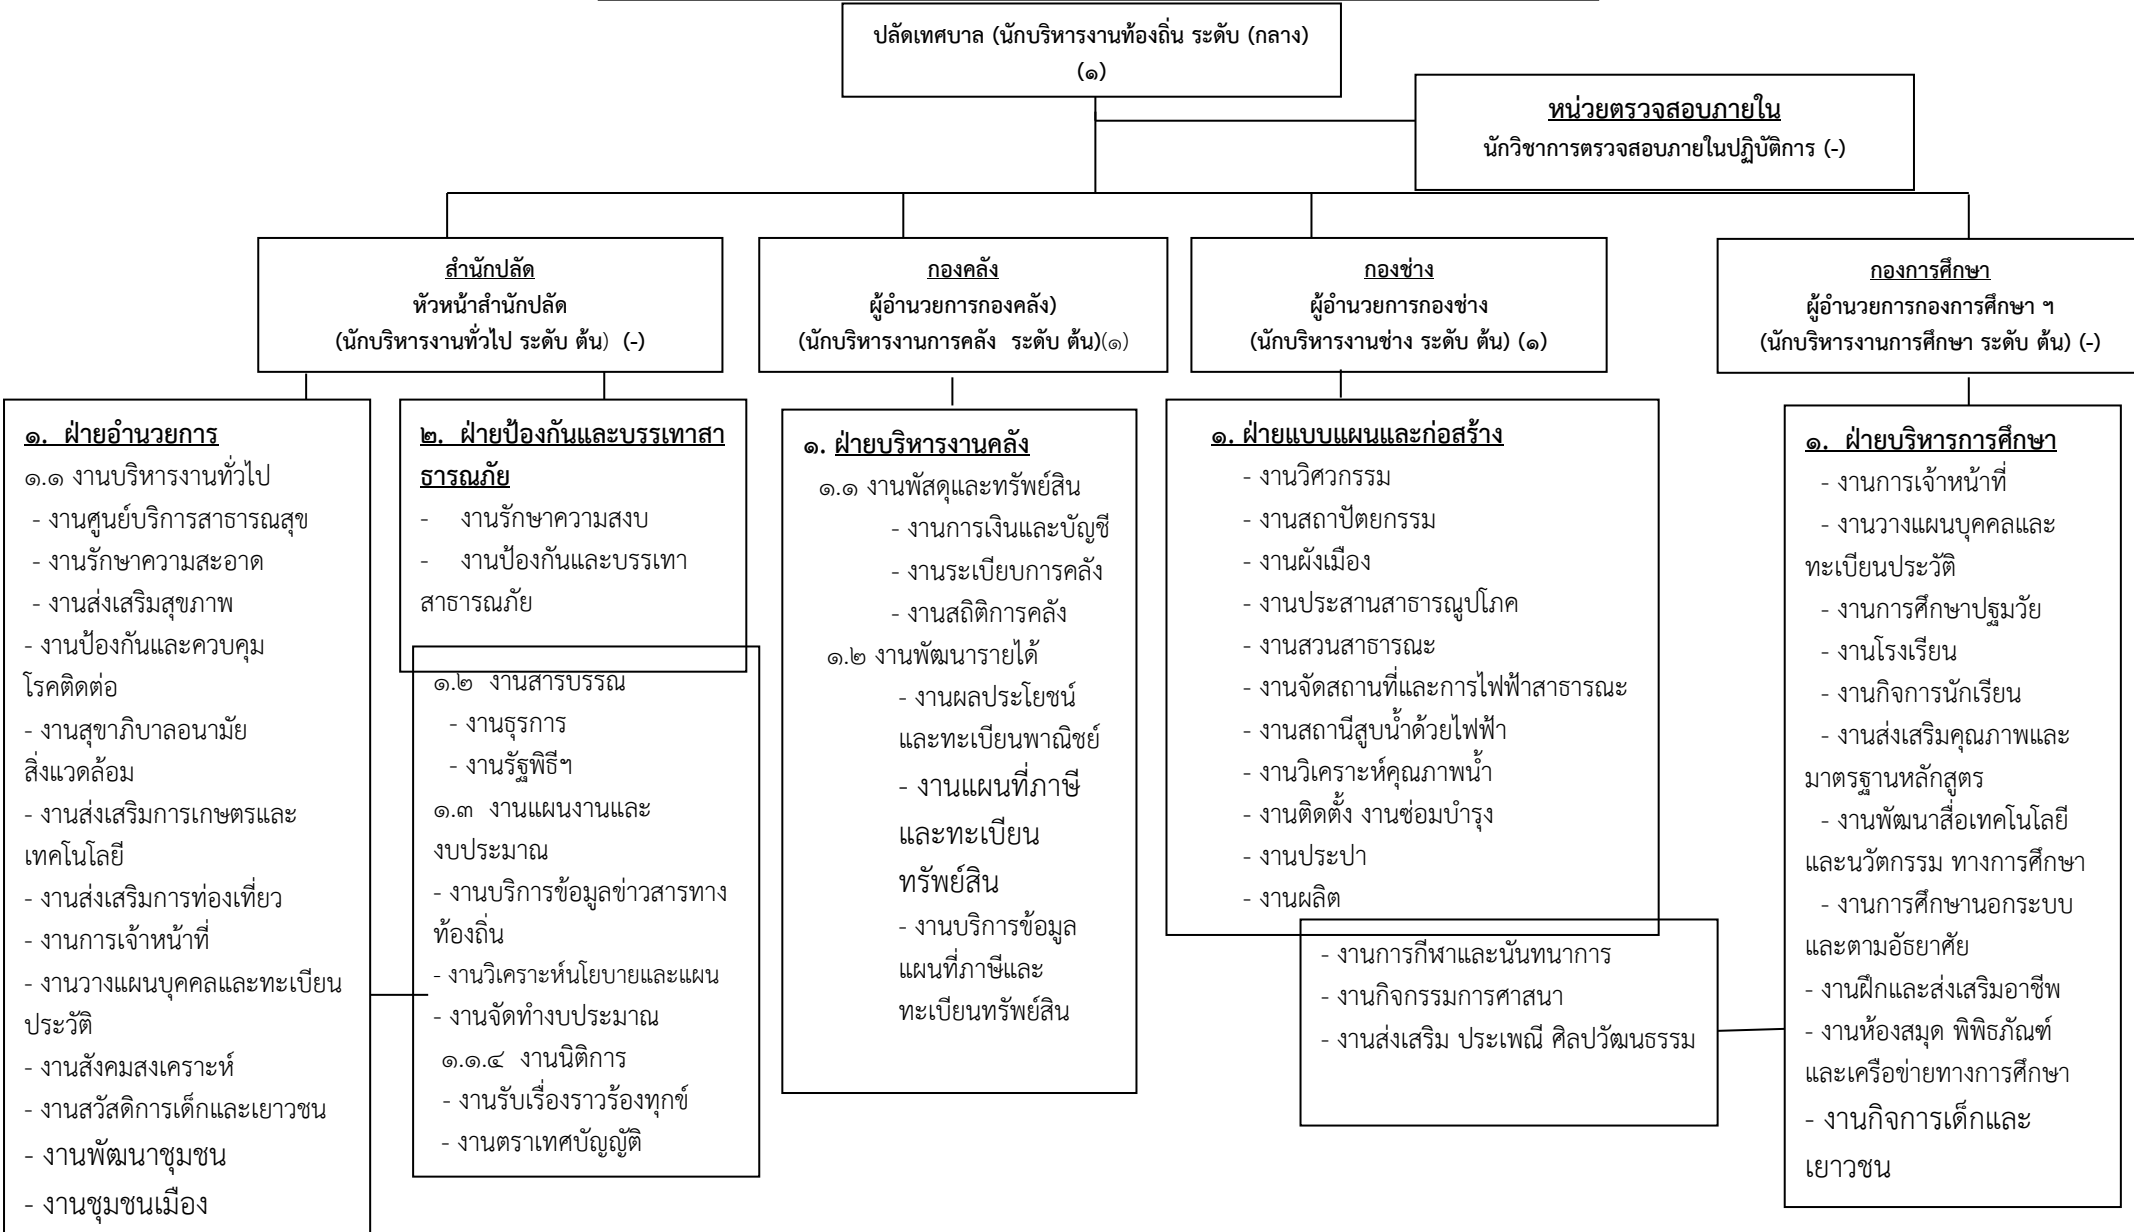 ปลัดเทศบาล (นักบริหารงานท้องถิ่น ระดับ (กลาง)
(๑)
หน่วยตรวจสอบภายใน
นักวิชาการตรวจสอบภายในปฏิบัติการ (-)
สำนักปลัด
หัวหน้าสำนักปลัด
(นักบริหารงานทั่วไป ระดับ ต้น) (-)
กองคลัง
ผู้อำนวยการกองคลัง)
(นักบริหารงานการคลัง ระดับ ต้น)(๑)
กองช่าง
ผู้อำนวยการกองช่าง
(นักบริหารงานช่าง ระดับ ต้น) (๑)
กองการศึกษา
ผู้อำนวยการกองการศึกษา ฯ
(นักบริหารงานการศึกษา ระดับ ต้น) (-)
๑. ฝ่ายอำนวยการ
๑.๑ งานบริหารงานทั่วไป
- งานศูนย์บริการสาธารณสุข
- งานรักษาความสะอาด
- งานส่งเสริมสุขภาพ
- งานป้องกันและควบคุม
โรคติดต่อ
- งานสุขาภิบาลอนามัย
สิ่งแวดล้อม
- งานส่งเสริมการเกษตรและ
เทคโนโลยี
- งานส่งเสริมการท่องเที่ยว
- งานการเจ้าหน้าที่
- งานวางแผนบุคคลและทะเบียน
ประวัติ
- งานสังคมสงเคราะห์
- งานสวัสดิการเด็กและเยาวชน
- งานพัฒนาชุมชน
- งานชุมชนเมือง
๒. ฝ่ายป้องกันและบรรเทาสา
ธารณภัย
- งานรักษาความสงบ
- งานป้องกันและบรรเทา
สาธารณภัย
๑.๒ งานสารบรรณ
- งานธุรการ
- งานรัฐพิธีฯ
๑.๓ งานแผนงานและ
งบประมาณ
- งานบริการข้อมูลข่าวสารทาง
ท้องถิ่น
- งานวิเคราะห์นโยบายและแผน
- งานจัดทำงบประมาณ
๑.๑.๔ งานนิติการ
- งานรับเรื่องราวร้องทุกข์
- งานตราเทศบัญญัติ
๑. ฝ่ายบริหารงานคลัง
๑.๑ งานพัสดุและทรัพย์สิน
- งานการเงินและบัญชี
- งานระเบียบการคลัง
- งานสถิติการคลัง
๑.๒ งานพัฒนารายได้
- งานผลประโยชน์
และทะเบียนพาณิชย์
- งานแผนที่ภาษี
และทะเบียน
ทรัพย์สิน
- งานบริการข้อมูล
แผนที่ภาษีและ
ทะเบียนทรัพย์สิน
๑. ฝ่ายแบบแผนและก่อสร้าง
- งานวิศวกรรม
- งานสถาปัตยกรรม
- งานผังเมือง
- งานประสานสาธารณูปโภค
- งานสวนสาธารณะ
- งานจัดสถานที่และการไฟฟ้าสาธารณะ
- งานสถานีสูบน้ำด้วยไฟฟ้า
- งานวิเคราะห์คุณภาพน้ำ
- งานติดตั้ง งานซ่อมบำรุง
- งานประปา
- งานผลิต
๑. ฝ่ายบริหารการศึกษา
- งานการเจ้าหน้าที่
- งานวางแผนบุคคลและ
ทะเบียนประวัติ
- งานการศึกษาปฐมวัย
- งานโรงเรียน
- งานกิจการนักเรียน
- งานส่งเสริมคุณภาพและ
มาตรฐานหลักสูตร
- งานพัฒนาสื่อเทคโนโลยี
และนวัตกรรม ทางการศึกษา
- งานการศึกษานอกระบบ
และตามอัธยาศัย
- งานฝึกและส่งเสริมอาชีพ
- งานห้องสมุด พิพิธภัณฑ์
และเครือข่ายทางการศึกษา
- งานกิจการเด็กและ
เยาวชน
- งานการกีฬาและนันทนาการ
- งานกิจกรรมการศาสนา
- งานส่งเสริม ประเพณี ศิลปวัฒนธรรม